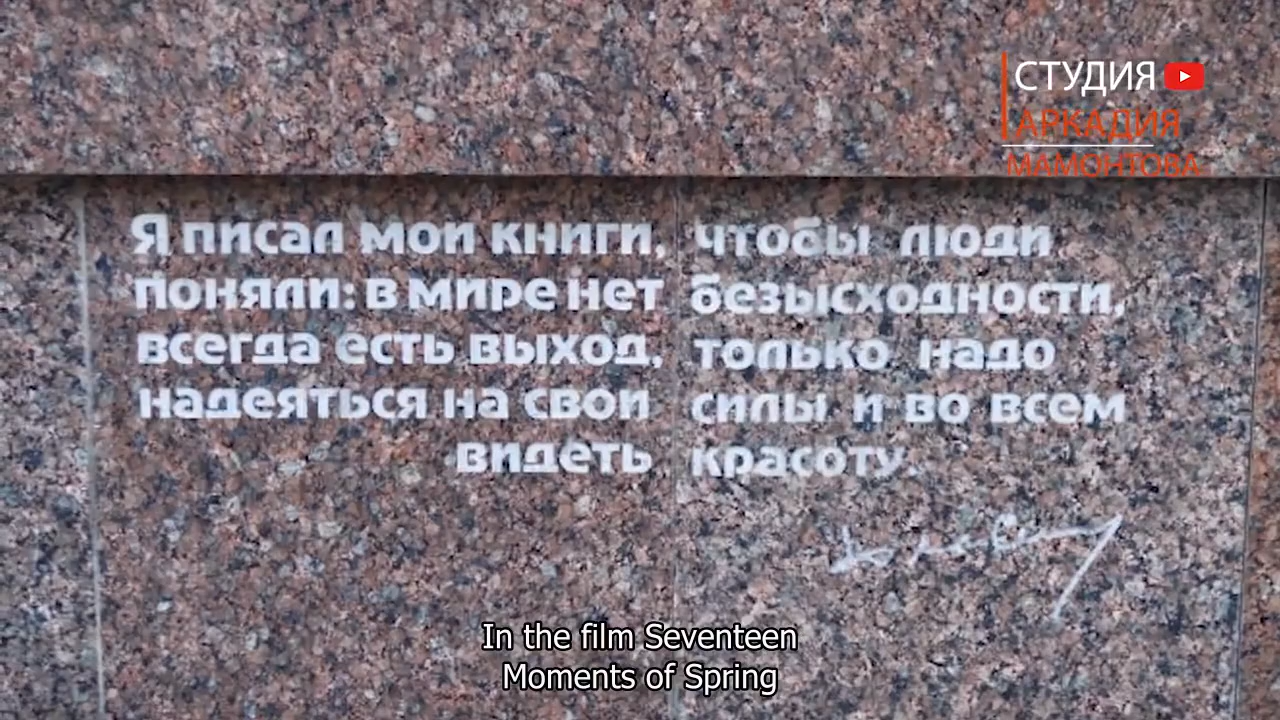 СТУДИЯ
АРКАДИЯ
МАМОНТОВА
Я писал мои книги, чтобы люди
поняли: в мире нет безысходности,
всегда есть выход, только надо
надеяться на свои силы и во всем
видеть красоту.
In the film Seventeen
Moments of Spring